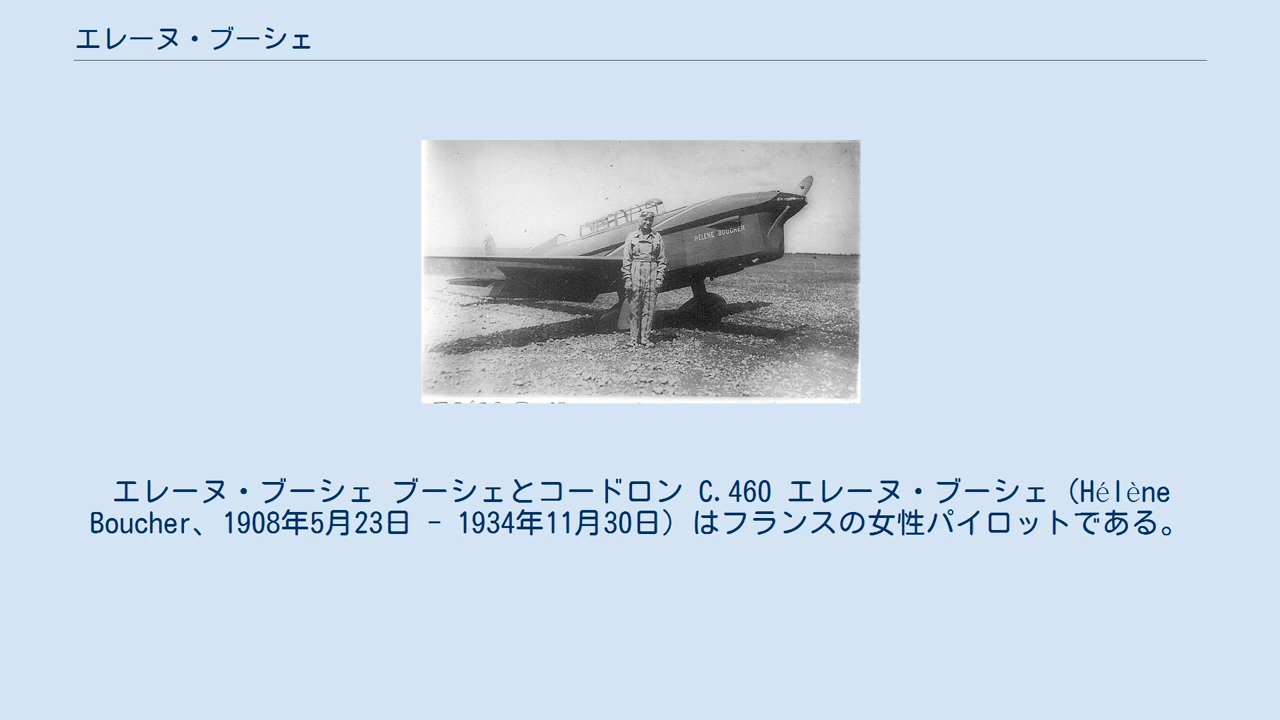 エレーヌ・ブーシェ
HÉLÈNE BOUCHER
エレーヌ・ブーシェ ブーシェとコードロン C.460 エレーヌ・ブーシェ（Hélène
Boucher、1908年5月23日 - 1934年11月30日）はフランスの女性パイロットである。